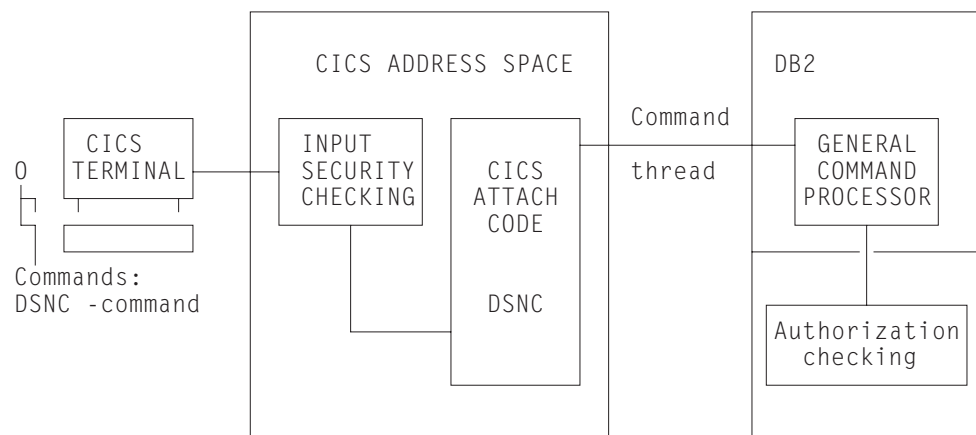 CICS ADDRESS SPACE
DB2
Command
thread
CICS
TERMINAL
INPUT
SECURITY
CHECKING
CICS
ATTACH
CODE
DSNC
GENERAL
COMMAND
PROCESSOR
O
Commands:
DSNC -command
Authorization
checking